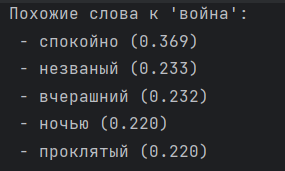 Похожие слова к 'война':
- спокойно (0.369)
- незваный (0.233)
- вчерашний (0.232)
- ночью (0.220)
- проклятый (0.220)